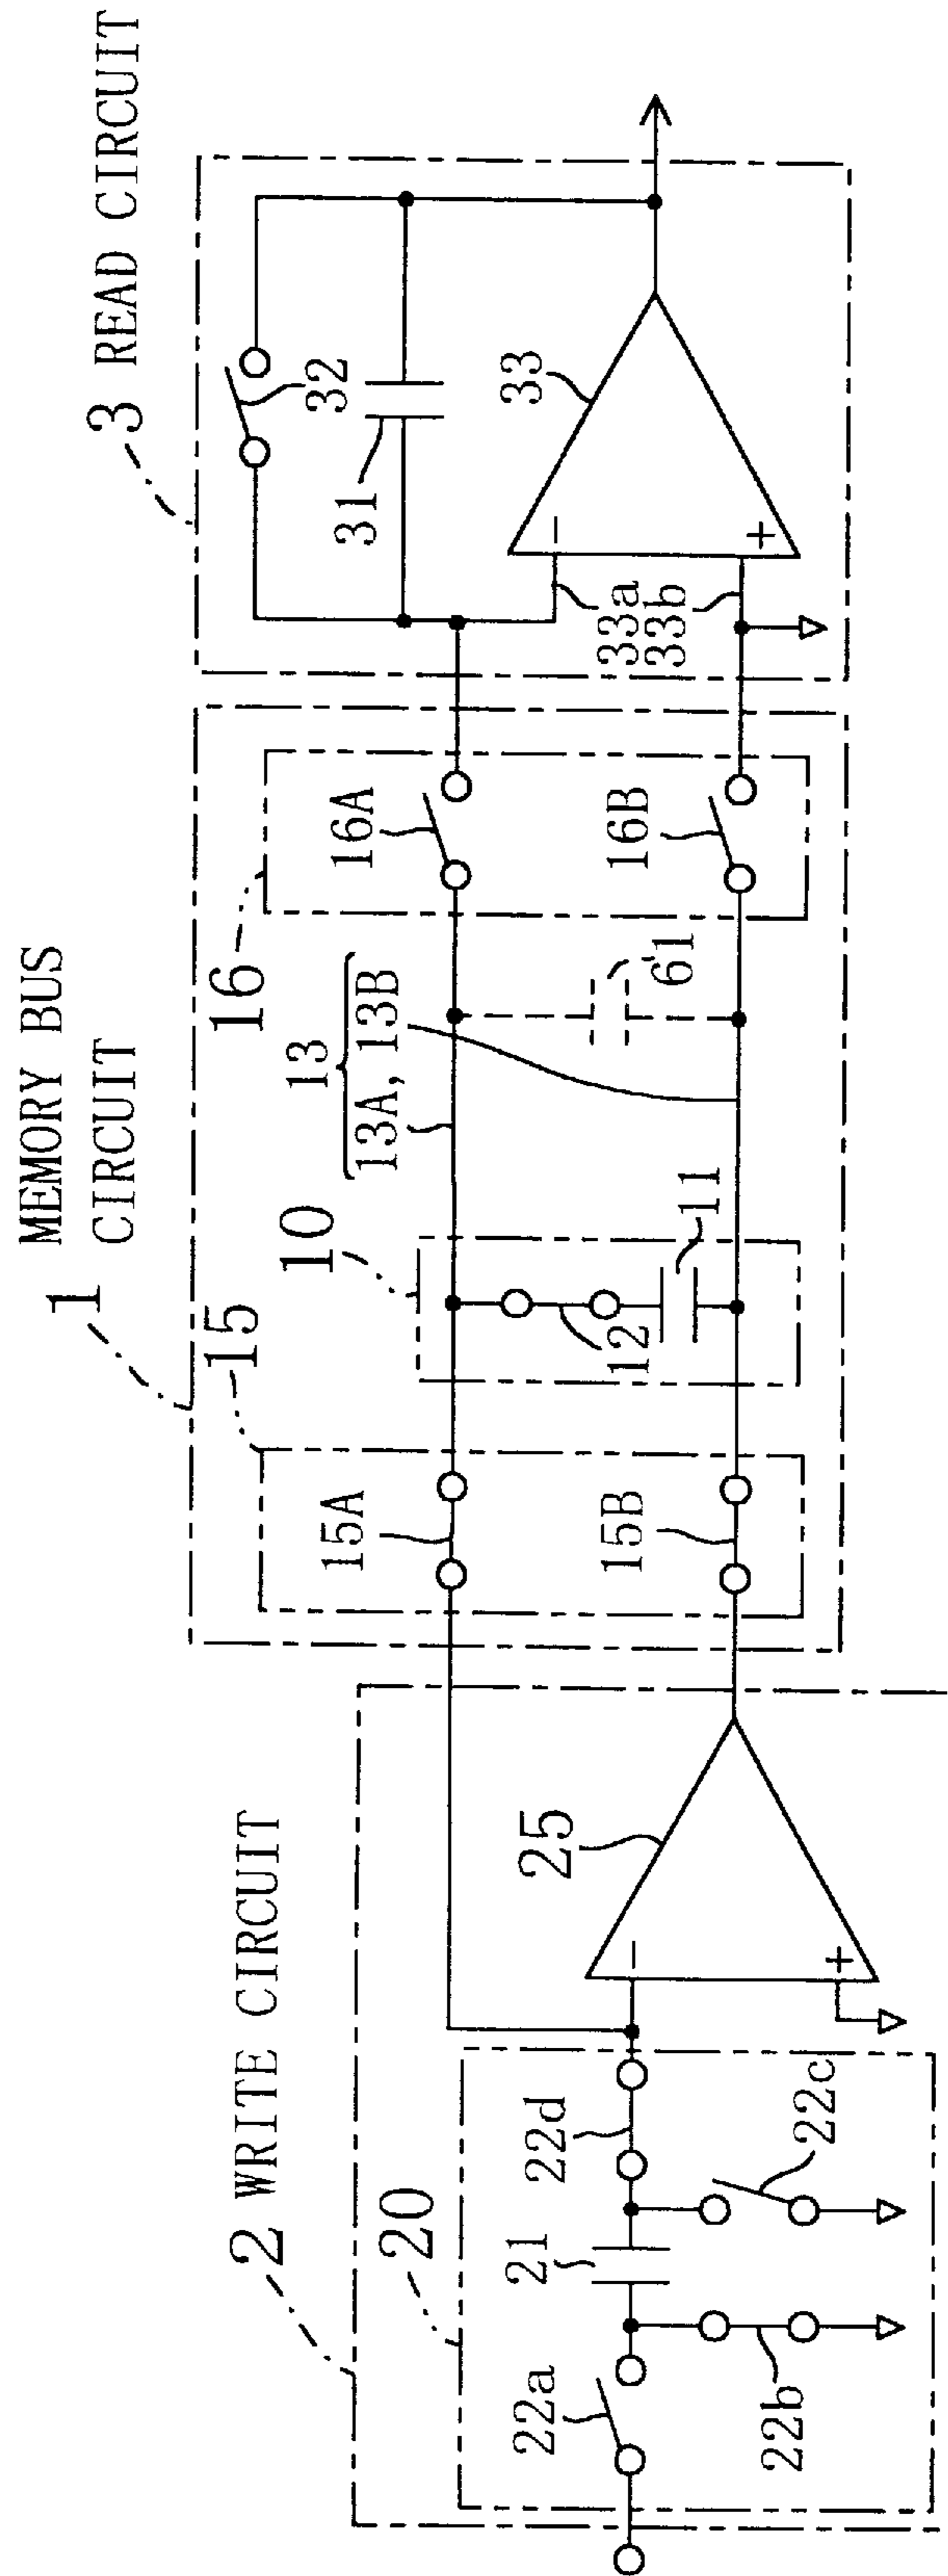 2 WRITE CIRCUIT
20
22a
21
22b
22c
22d
25
−
+
1 MEMORY BUS
CIRCUIT
15
15A
15B
10
12
11
13
13A, 13B
61
16
16A
16B
3 READ CIRCUIT
32
31
33
33a
33b
−
+